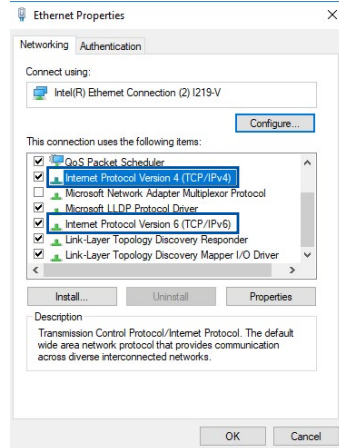 Ethernet Properties
Networking Authentication
Connect using:
Intel(R) Ethernet Connection (2) I219-V
Configure...
This connection uses the following items:
QoS Packet Scheduler
Internet Protocol Version 4 (TCP/IPv4)
Microsoft Network Adapter Multiplexor Protocol
Microsoft LLDP Protocol Driver
Internet Protocol Version 6 (TCP/IPv6)
Link-Layer Topology Discovery Responder
Link-Layer Topology Discovery Mapper I/O Driver
Install... Uninstall Properties
Description
Transmission Control Protocol/Internet Protocol. The default
wide area network protocol that provides communication
across diverse interconnected networks.
OK Cancel